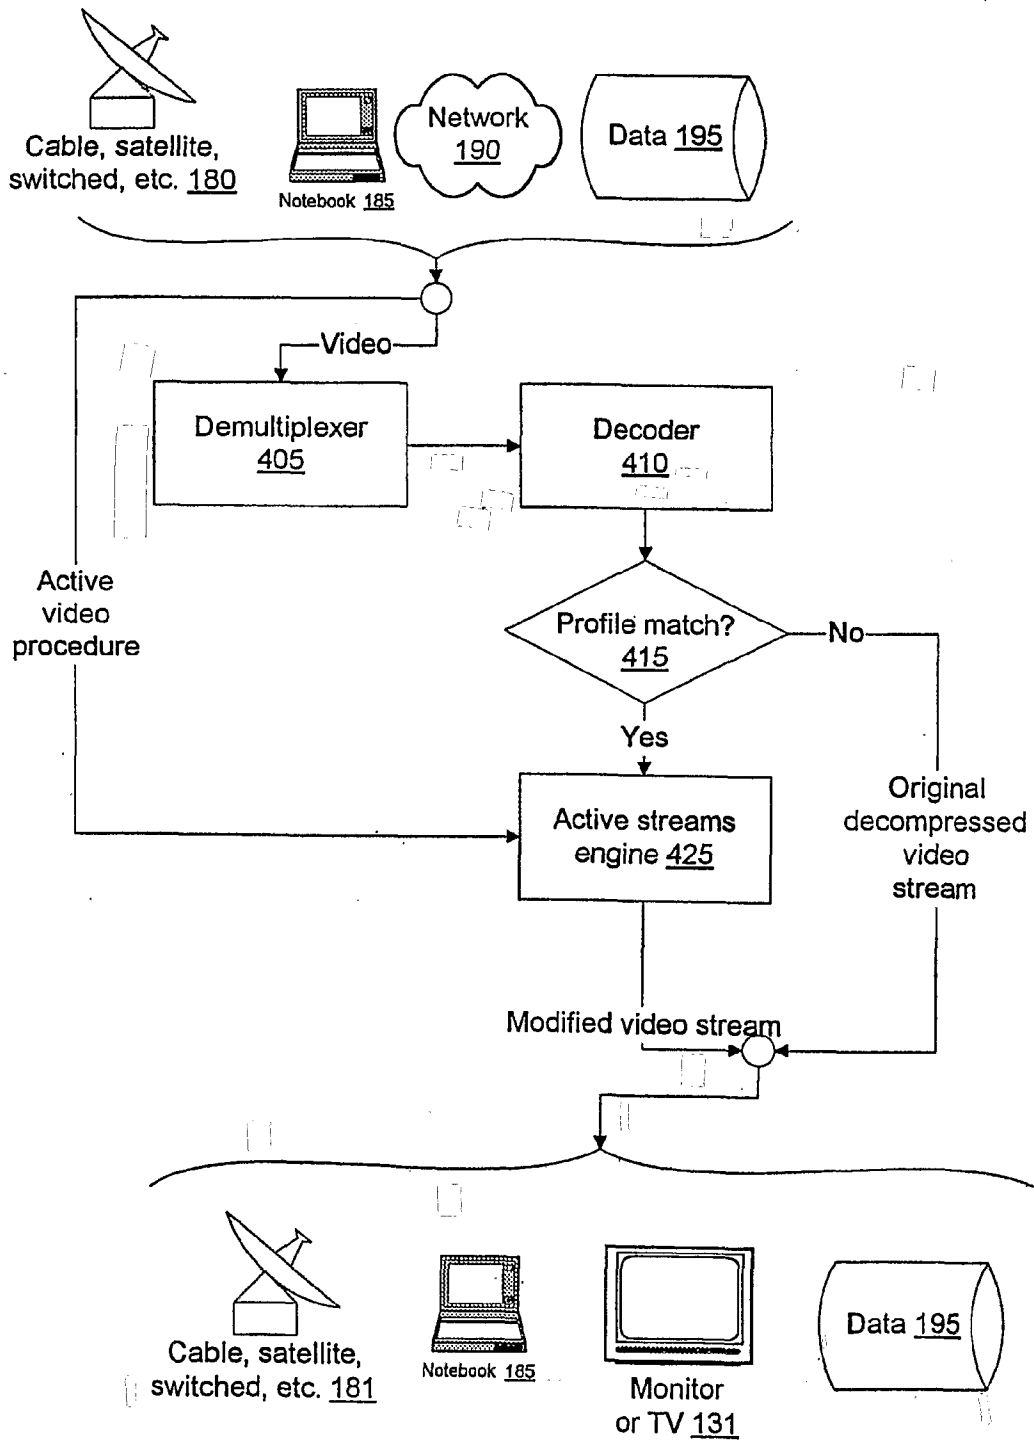 Cable, satellite,
switched, etc. 180
Notebook 185
Network
190
Data 195
Video
Demultiplexer
405
Decoder
410
Active
video
procedure
Profile match?
415
No
Yes
Active streams
engine 425
Original
decompressed
video
stream
Modified video stream
Cable, satellite,
switched, etc. 181
Notebook 185
Monitor
or TV 131
Data 195